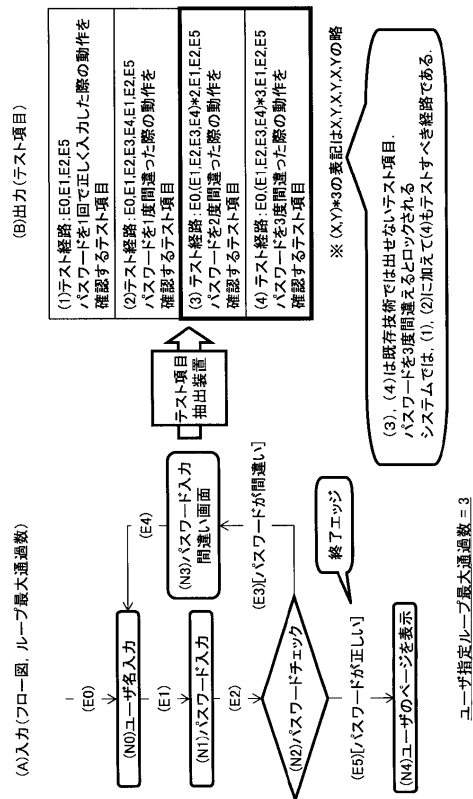 (A)入力(フロー図, ループ最大通過数)
(E0)
(N0)ユーザ名入力
(E1)
(N1)パスワード入力
(E2)
(N2)パスワードチェック
(E3)[パスワードが間違い]
(N3)パスワード入力
間違い画面
(E4)
(E5)[パスワードが正しい]
終了エッジ
(N4)ユーザのページを表示
ユーザ指定ループ最大通過数 = 3
テスト項目
抽出装置
(B)出力(テスト項目)
(1)テスト経路:E0,E1,E2,E5
パスワードを1回で正しく入力した際の動作を
確認するテスト項目
(2)テスト経路:E0,E1,E2,E3,E4,E1,E2,E5
パスワードを1度間違った際の動作を
確認するテスト項目
(3) テスト経路:E0,(E1,E2,E3,E4)*2,E1,E2,E5
パスワードを2度間違った際の動作を
確認するテスト項目
(4) テスト経路:E0,(E1,E2,E3,E4)*3,E1,E2,E5
パスワードを3度間違った際の動作を
確認するテスト項目
※ (X,Y)*3の表記はX,Y,X,Y,X,Yの略
(3), (4)は既存技術では出せないテスト項目.
パスワードを3度間違えるとロックされる
システムでは, (1), (2)に加えて(4)もテストすべき経路である.